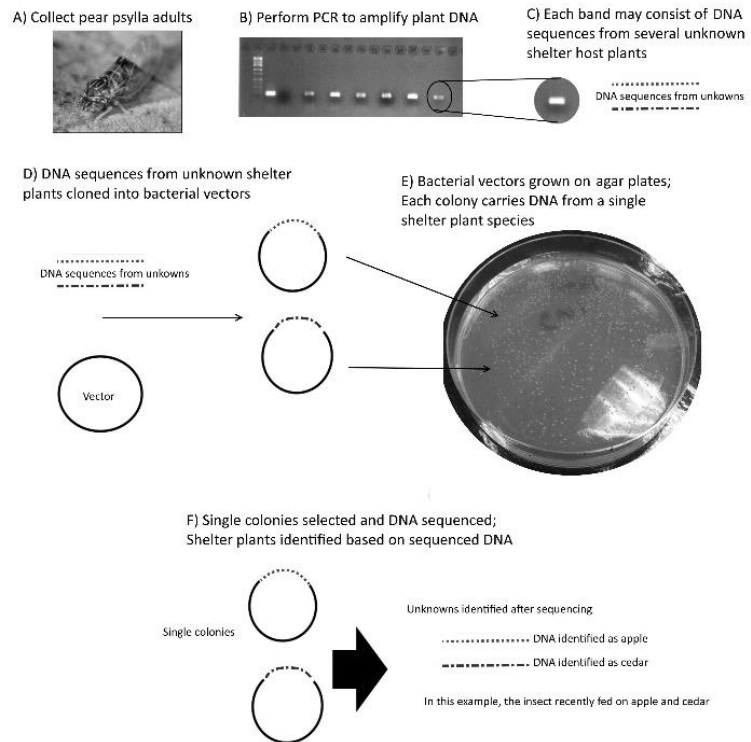 A) Collect pear psylla adults
B) Perform PCR to amplify plant DNA
C) Each band may consist of DNA
sequences from several unknown
shelter host plants
DNA sequences from unkowns
D) DNA sequences from unknown shelter
plants cloned into bacterial vectors
DNA sequences from unkowns
Vector
E) Bacterial vectors grown on agar plates;
Each colony carries DNA from a single
shelter plant species
F) Single colonies selected and DNA sequenced;
Shelter plants identified based on sequenced DNA
Single colonies
Unknowns identified after sequencing
DNA identified as apple
DNA identified as cedar
In this example, the insect recently fed on apple and cedar